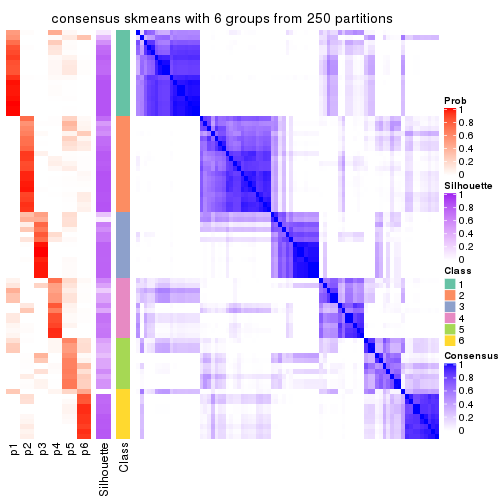 consensus skmeans with 6 groups from 250 partitions
Prob
1
0.8
0.6
0.4
0.2
0
Silhouette
1
0.8
0.6
0.4
0.2
0
Class
1
2
3
4
5
6
Consensus
1
0.8
0.6
0.4
0.2
0
p1
p2
p3
p4
p5
p6
Silhouette
Class